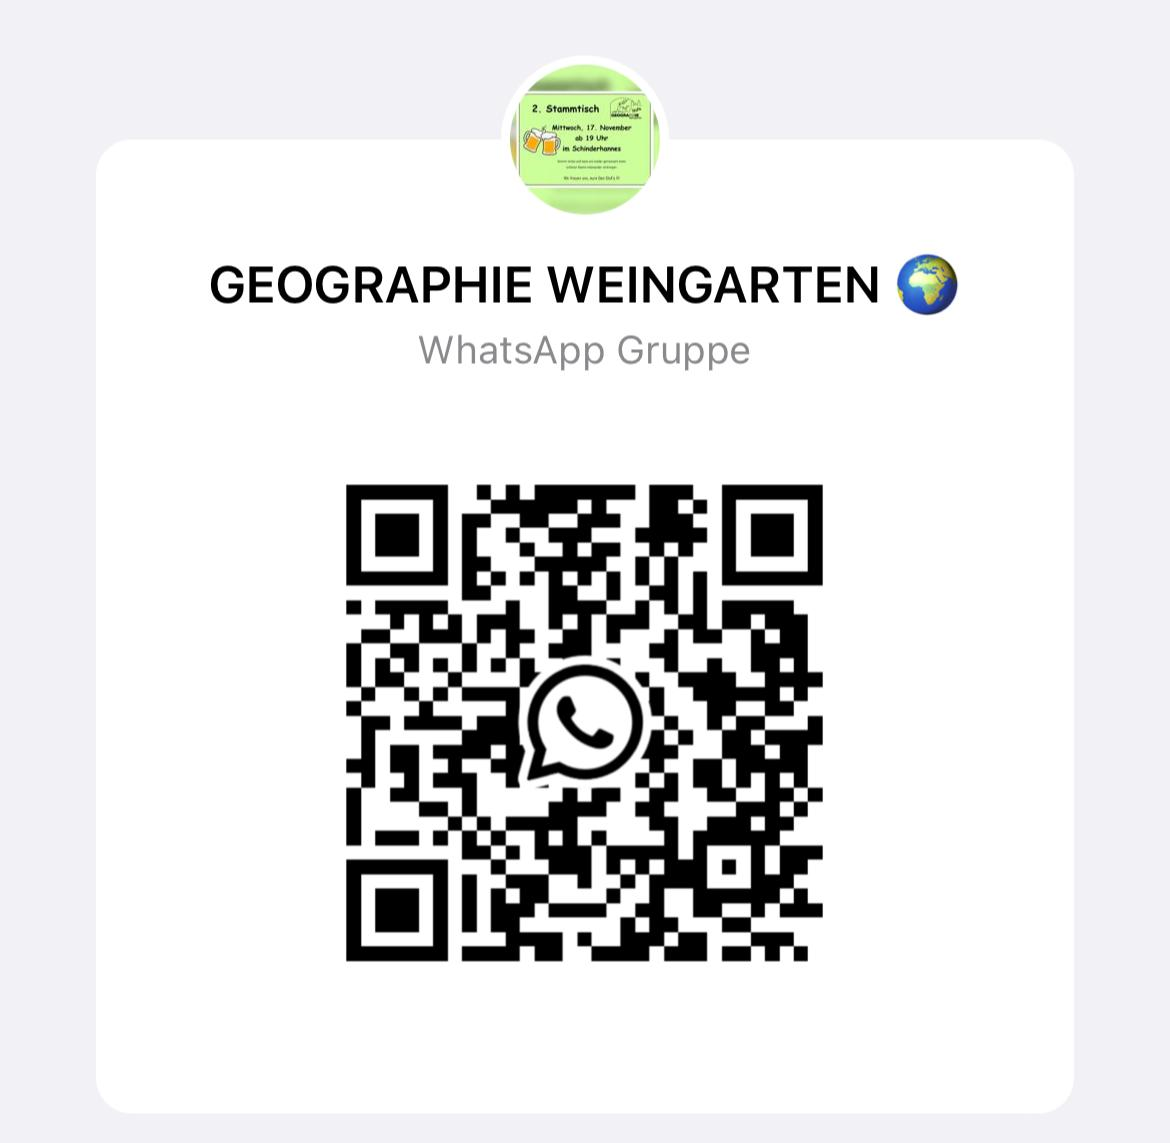 2. Stammtisch
Mittwoch, 17. November
ab 19 Uhr
im Schinderhannes
GEOGRAPHIE WEINGARTEN 🌍
WhatsApp Gruppe